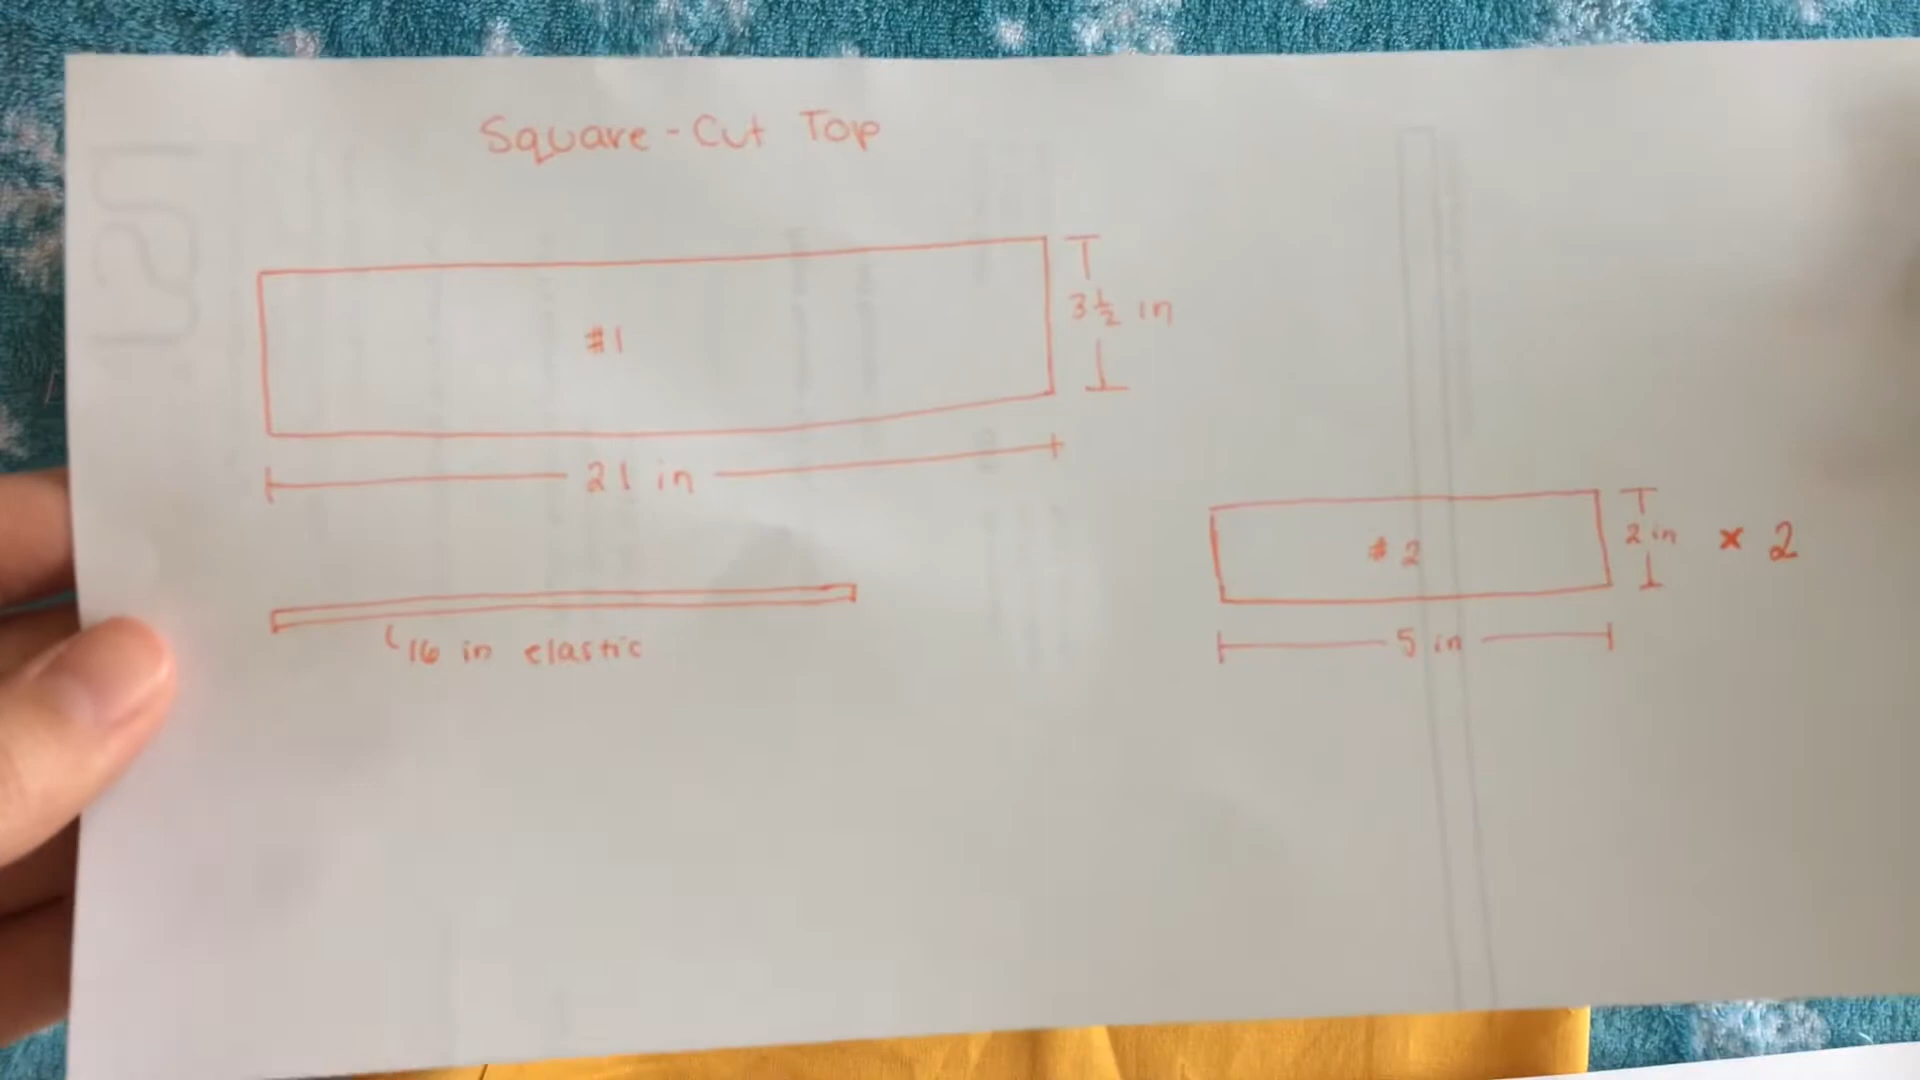 Square-Cut Top
#1
3 1/2 in
21 in
16 in elastic
#2
2 in
x 2
5 in